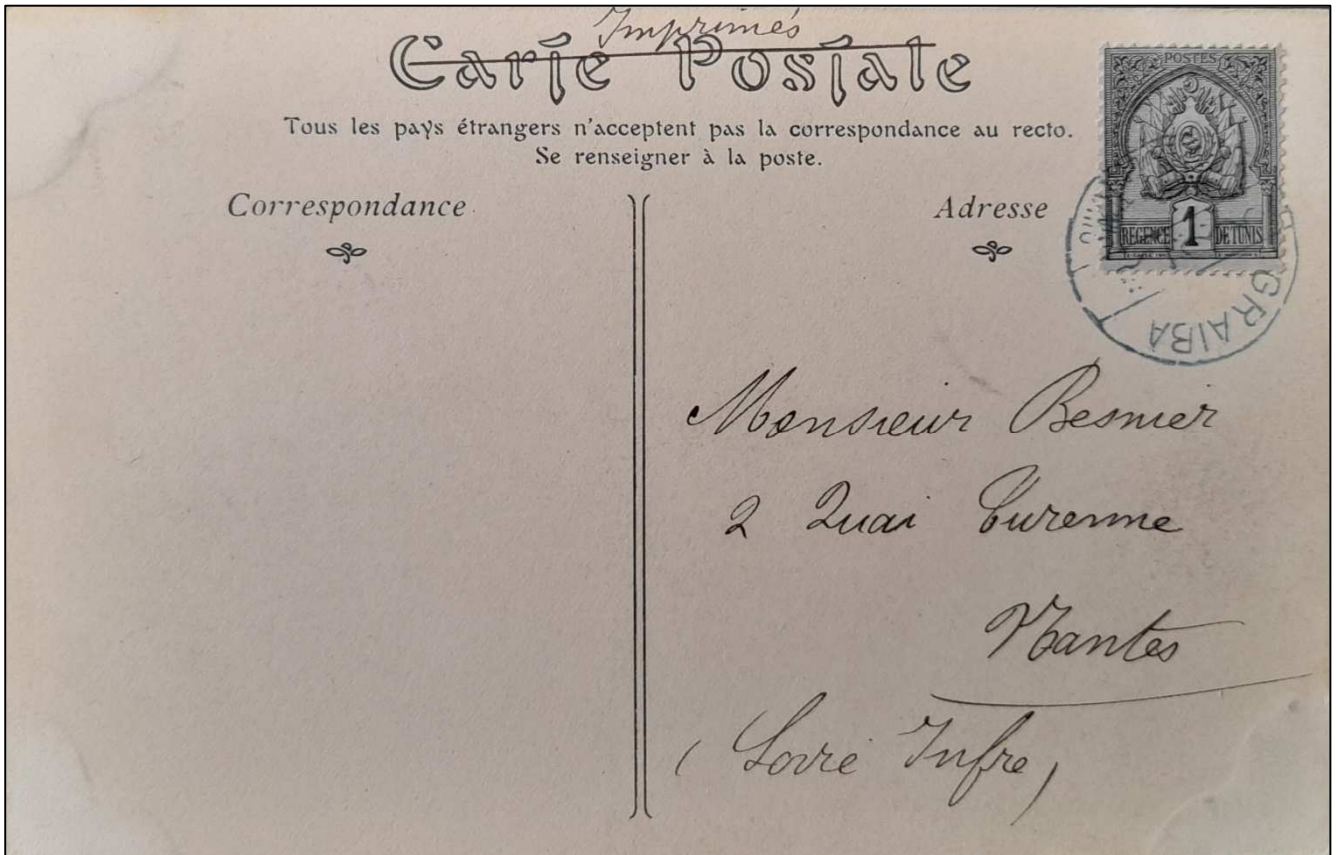 Imprimés
Carte Postale
Tous les pays étrangers n'acceptent pas la correspondance au recto.
Se renseigner à la poste.
Correspondance
Adresse
POSTES
REGENCE 1 DE TUNIS
GRAIBA
Monsieur Besnier
2 Quai Turenne
Nantes
(Loire Infre)